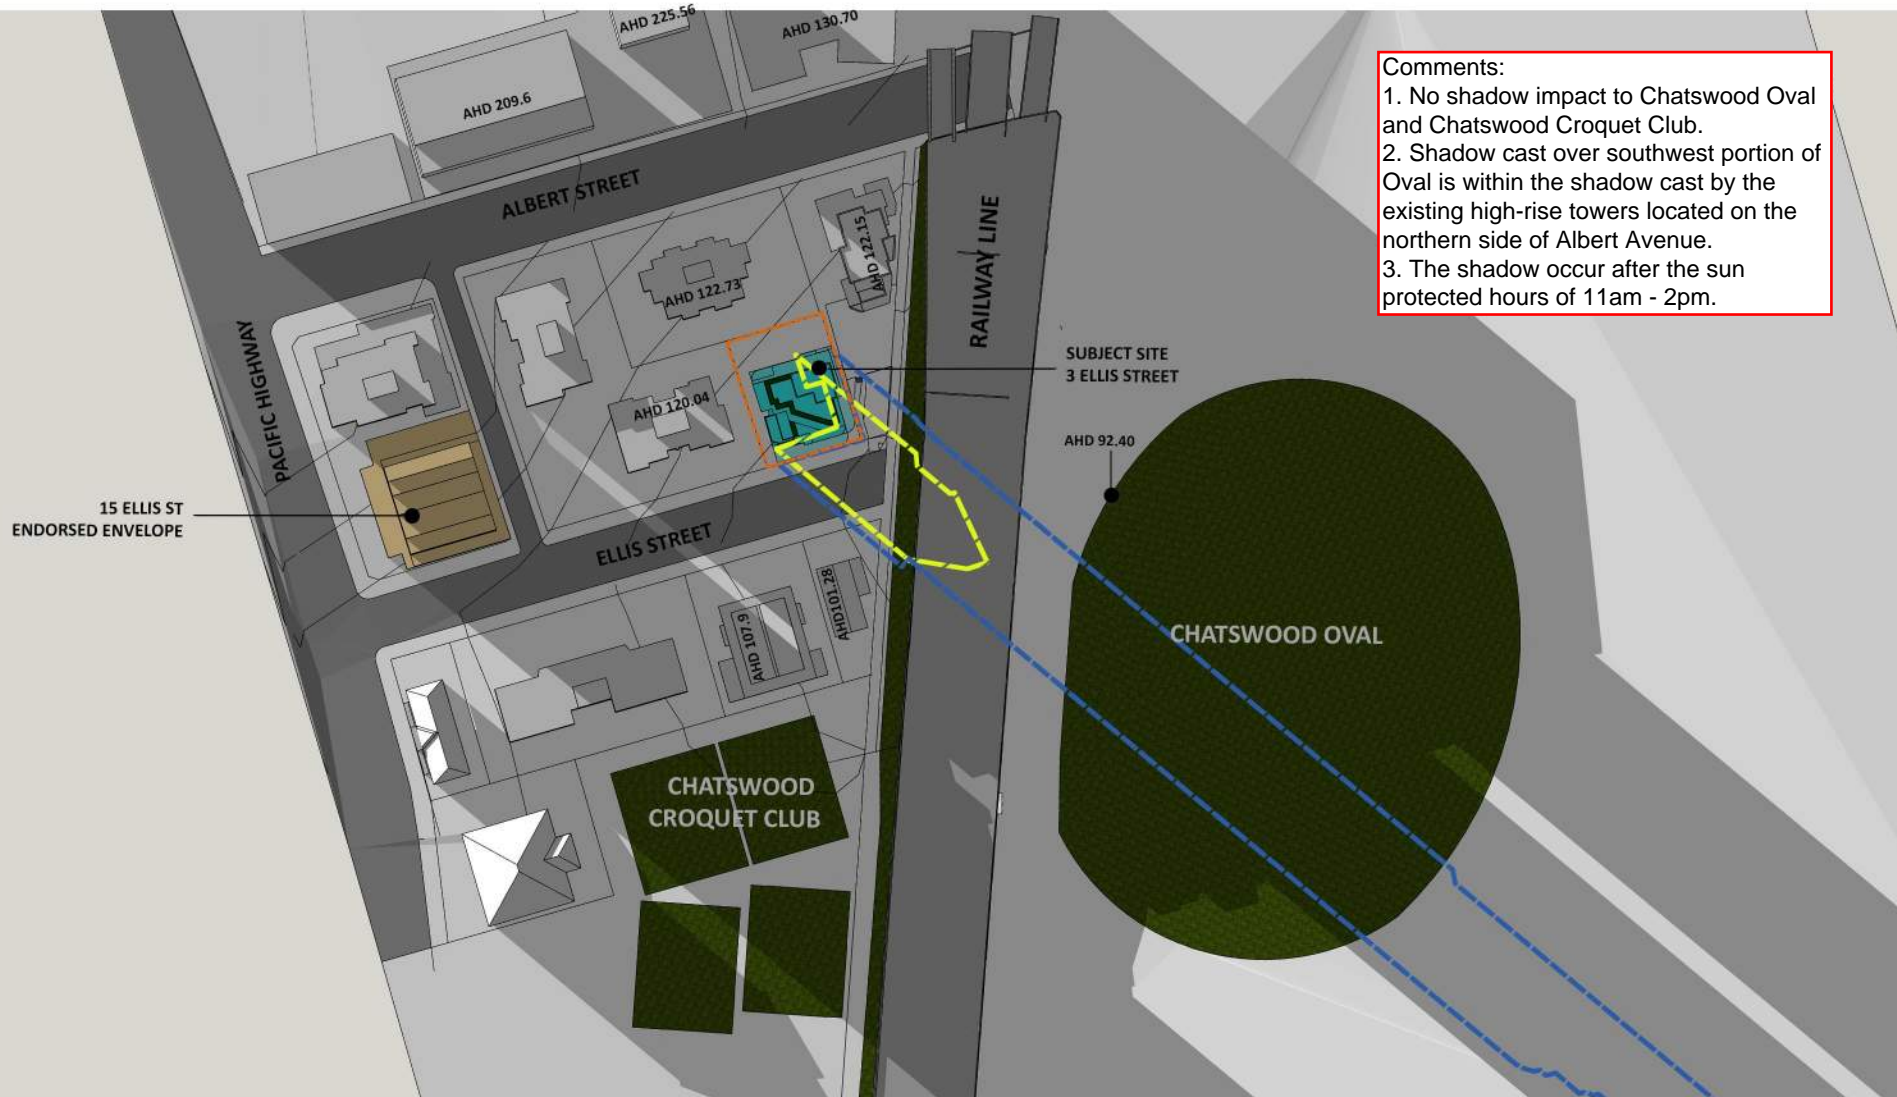 AHD 225.56
AHD 130.70
AHD 209.6
Comments:
1. No shadow impact to Chatswood Oval
and Chatswood Croquet Club.
2. Shadow cast over southwest portion of
Oval is within the shadow cast by the
existing high-rise towers located on the
northern side of Albert Avenue.
3. The shadow occur after the sun
protected hours of 11am - 2pm.
ALBERT STREET
AHD 122.15
RAILWAY LINE
AHD 122.73
PACIFIC HIGHWAY
SUBJECT SITE
3 ELLIS STREET
AHD 120.04
AHD 92.40
15 ELLIS ST
ENDORSED ENVELOPE
ELLIS STREET
AHD101.28
AHD 107.9
CHATSWOOD OVAL
CHATSWOOD
CROQUET CLUB